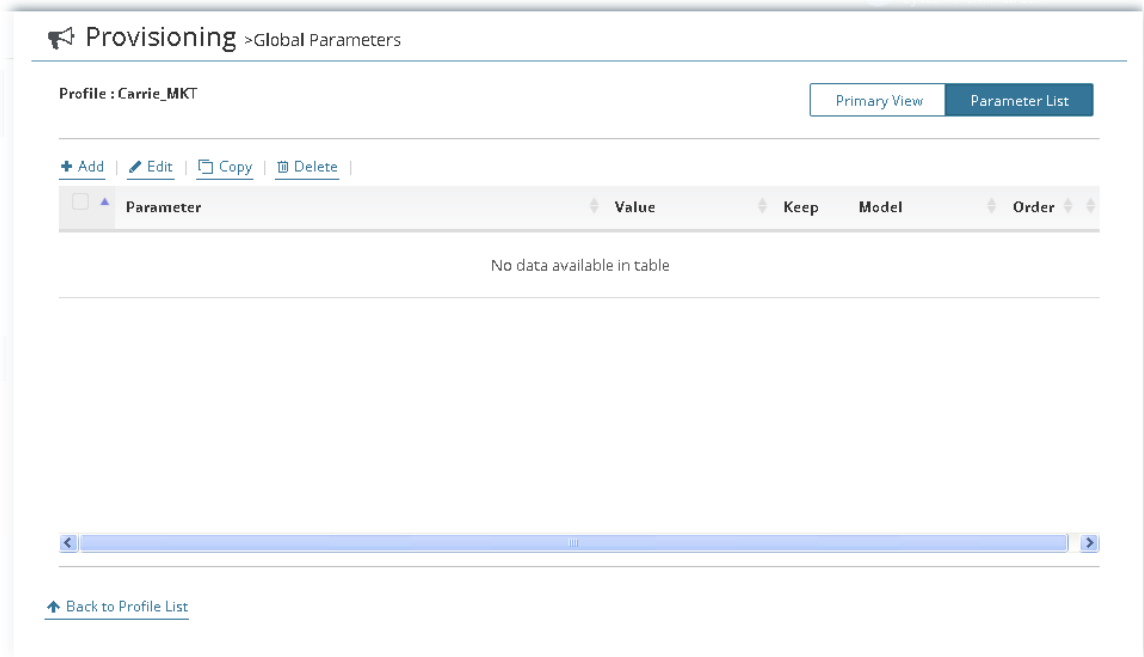 Provisioning >Global Parameters
Profile : Carrie_MKT
Primary View Parameter List
Add | Edit | Copy | Delete |
Parameter Value Keep Model Order
No data available in table
Back to Profile List